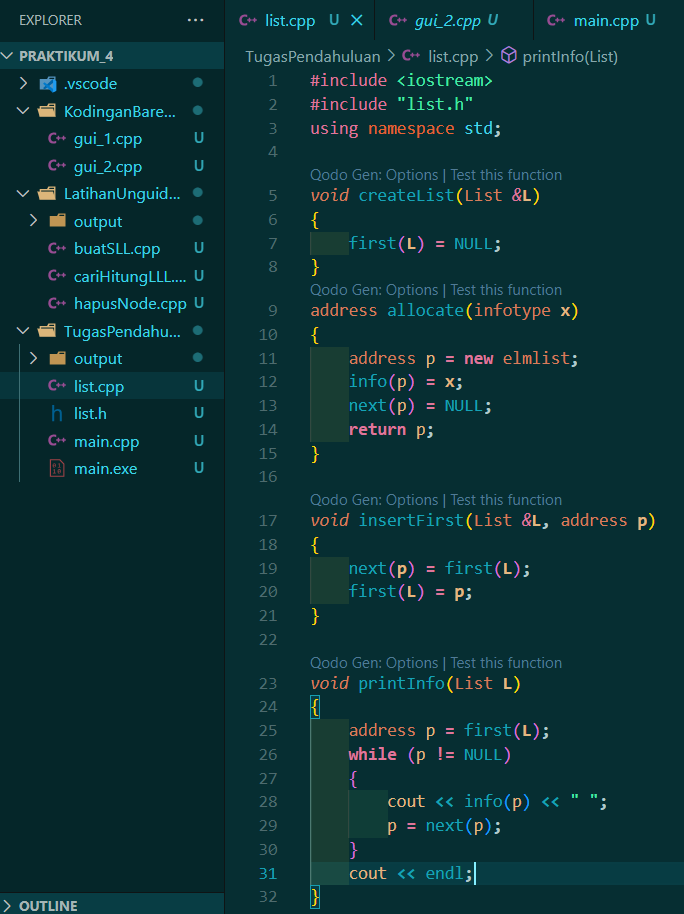 EXPLORER
PRAKTIKUM_4
.vscode
KodinganBare...
gui_1.cpp U
gui_2.cpp U
LatihanUnguid...
output
buatSLL.cpp U
cariHitungLLL.... U
hapusNode.cpp U
TugasPendahu...
output
list.cpp U
list.h U
main.cpp U
main.exe U
OUTLINE
list.cpp U gui_2.cpp U main.cpp U
TugasPendahuluan > list.cpp > printInfo(List)
1 #include <iostream>
2 #include "list.h"
3 using namespace std;
4
Qodo Gen: Options | Test this function
5 void createList(List &L)
6 {
7     first(L) = NULL;
8 }
Qodo Gen: Options | Test this function
9 address allocate(infotype x)
10 {
11     address p = new elmlist;
12     info(p) = x;
13     next(p) = NULL;
14     return p;
15 }
16
Qodo Gen: Options | Test this function
17 void insertFirst(List &L, address p)
18 {
19     next(p) = first(L);
20     first(L) = p;
21 }
22
Qodo Gen: Options | Test this function
23 void printInfo(List L)
24 {
25     address p = first(L);
26     while (p != NULL)
27     {
28         cout << info(p) << " ";
29         p = next(p);
30     }
31     cout << endl;
32 }